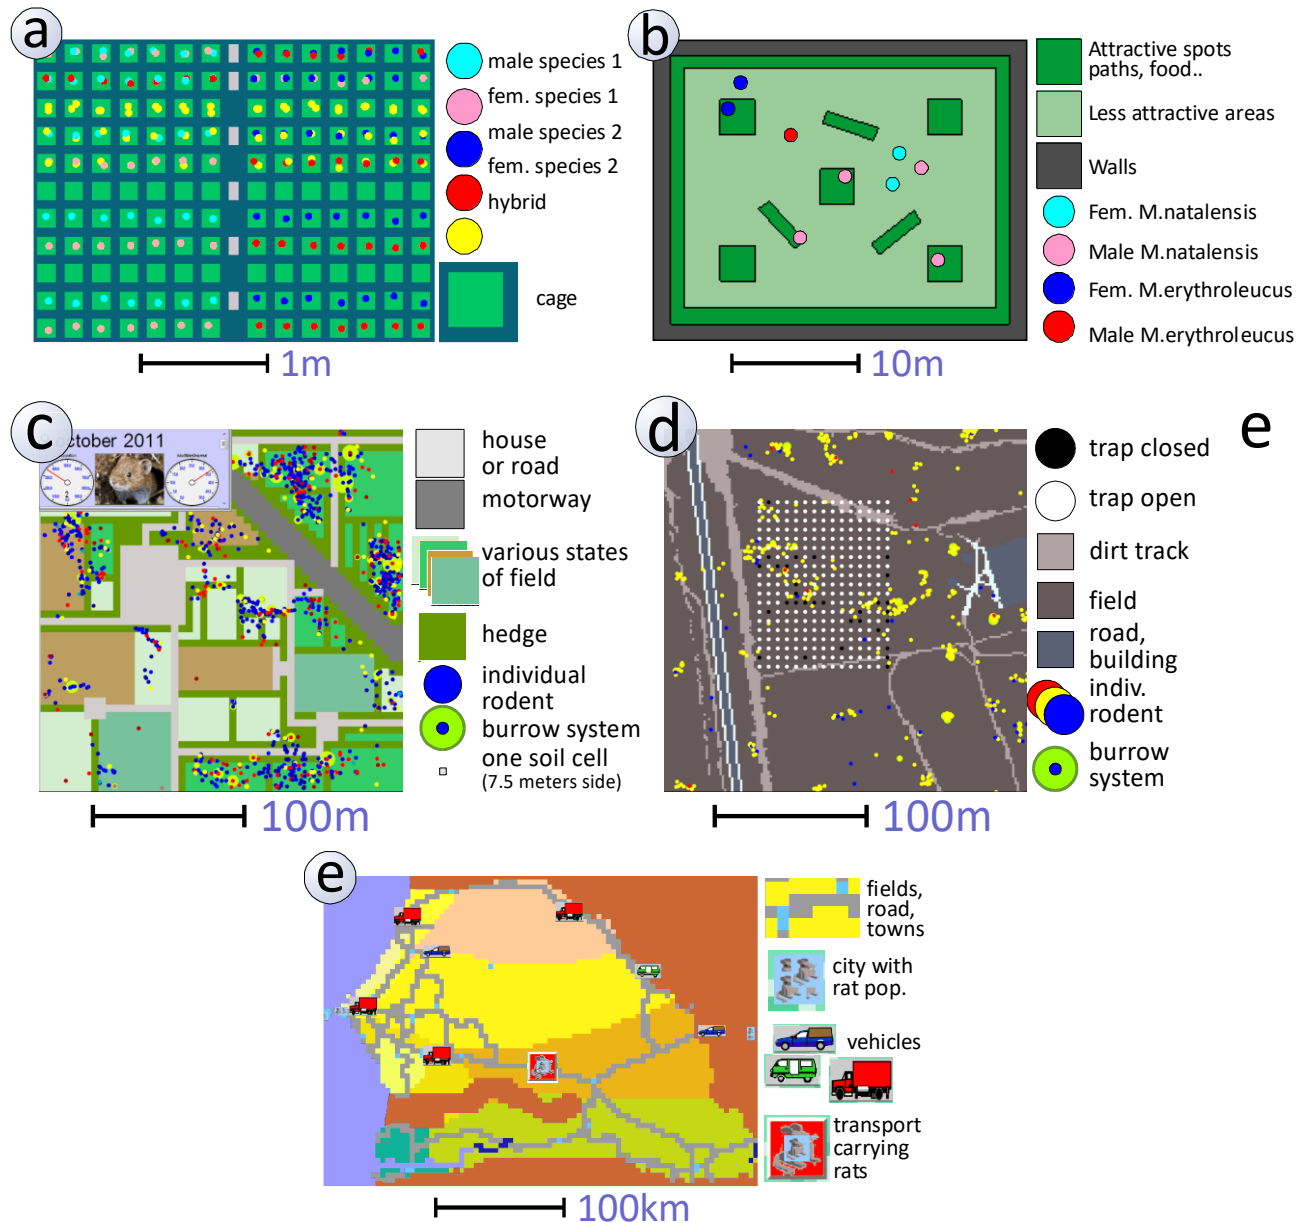 a
male species 1
fem. species 1
male species 2
fem. species 2
hybrid
cage
1m
b
Attractive spots
paths, food..
Less attractive areas
Walls
Fem. M.natalensis
Male M.natalensis
Fem. M.erythroleucus
Male M.erythroleucus
10m
c
october 2011
house
or road
motorway
various states
of field
hedge
individual
rodent
burrow system
one soil cell
(7.5 meters side)
100m
d
e
trap closed
trap open
dirt track
field
road,
building
indiv.
rodent
burrow
system
100m
e
fields,
road,
towns
city with
rat pop.
vehicles
transport
carrying
rats
100km